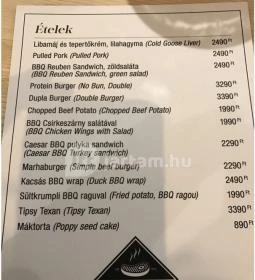 Ételek
Libamáj és tepertőkrém, lilahagyma (Cold Goose Liver) 2490 Ft
Pulled Pork (Pulled Pork) 2490 Ft
BBQ Reuben Sandwich, zöldsaláta 2490 Ft
(BBQ Reuben Sandwich, green salad)
Protein Burger (No Bun, Double) 3290 Ft
Dupla Burger (Double Burger) 3390 Ft
Chopped Beef Potato (Chopped Beef Potato) 1990 Ft
BBQ Csirkeszárny salátával 1990 Ft
(BBQ Chicken Wings with Salad)
Caesar BBQ pulyka sandwich 2290 Ft
(Caesar BBQ Turkey sandwich)
Marhaburger (Simple beef burger) 2290 Ft
Kacsás BBQ wrap (Duck BBQ wrap) 2490 Ft
Sültkrumpli BBQ raguval (Fried potato, BBQ ragou) 1990 Ft
Tipsy Texan (Tipsy Texan) 3390 Ft
Máktorta (Poppy seed cake) 890 Ft